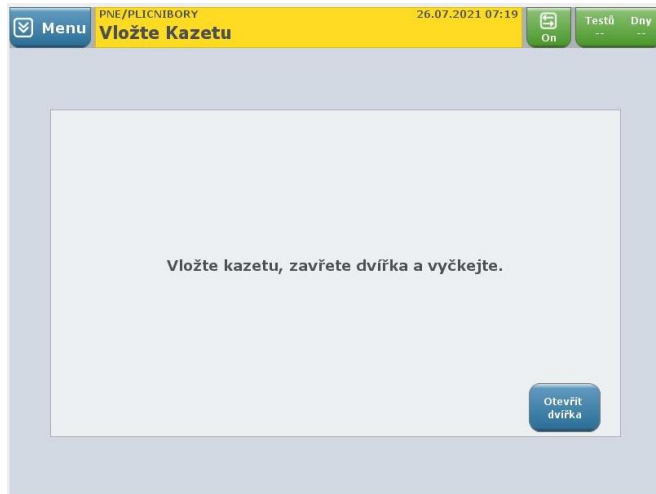 Menu
PNE/PLICNIBORY
26.07.2021 07:19
Vložte Kazetu
On
Testů Dny
-- --
Vložte kazetu, zavřete dvířka a vyčkejte.
Otevřít
dvířka